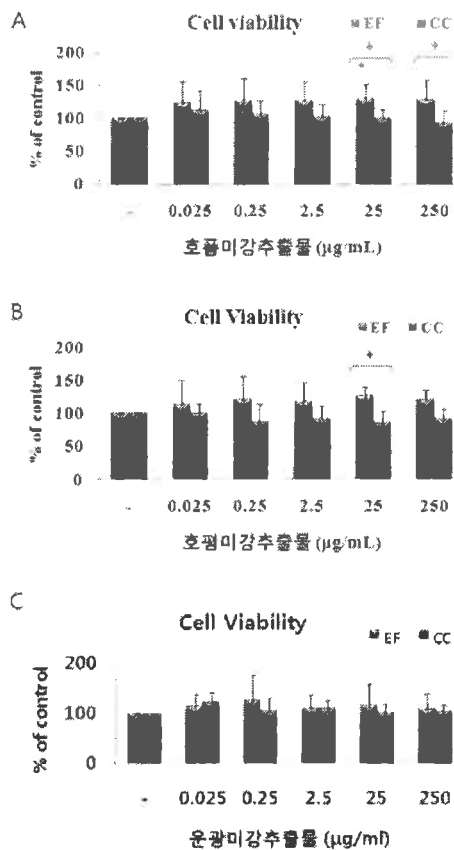 A
Cell viability
EF CC
% of control
200
150
100
50
0
- 0.025 0.25 2.5 25 250
호품미강추출물 (µg/mL)
B
Cell Viability
EF CC
% of control
200
150
100
50
0
- 0.025 0.25 2.5 25 250
호평미강추출물 (µg/mL)
C
Cell Viability
EF CC
% of control
200
100
0
- 0.025 0.25 2.5 25 250
운광미강추출물 (µg/ml)